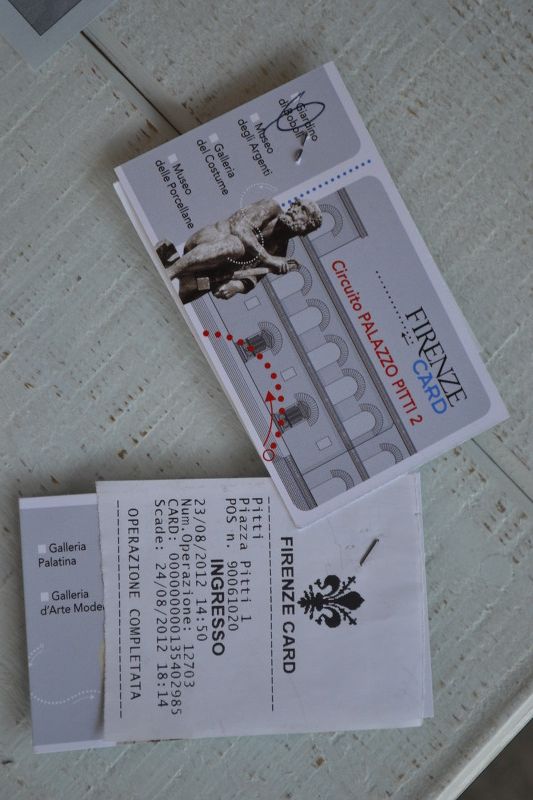 Giardino
di Boboli
Museo
degli Argenti
Galleria
del Costume
Museo
delle Porcellane
Circuito PALAZZO PITTI 2
FIRENZE
CARD
Galleria
Palatina
Galleria
d'Arte Mode
FIRENZE CARD
Pitti
Piazza Pitti 1
POS n. 90061020
INGRESSO
23/08/2012 14:50
Num.Operazione: 12703
CARD: 0000000000135402985
Scade: 24/08/2012 18:14
OPERAZIONE COMPLETATA